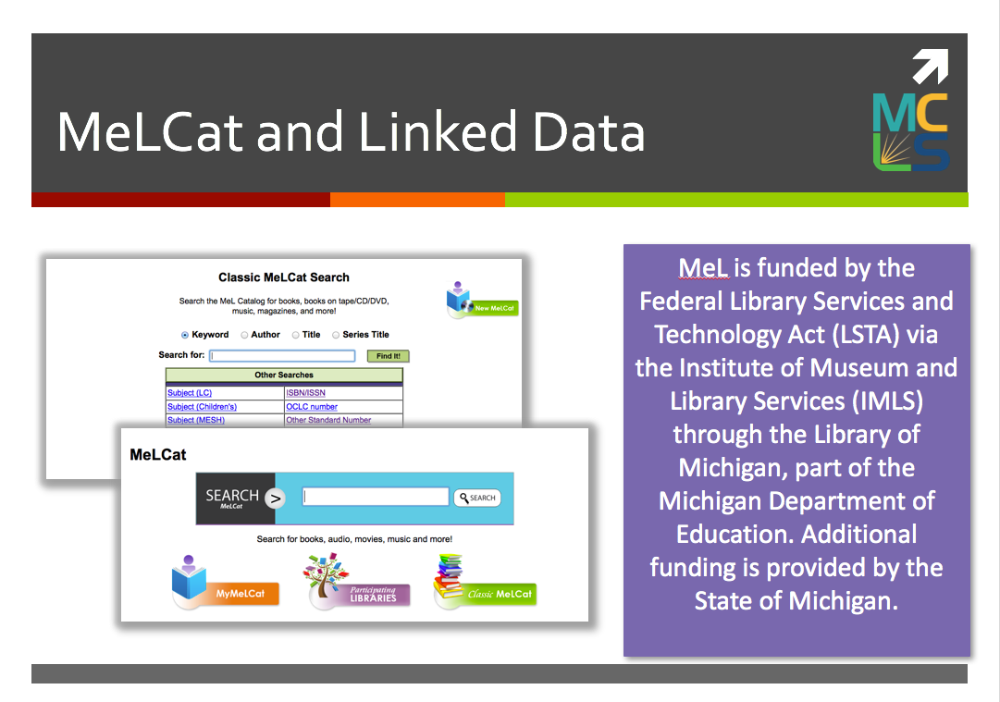 MeLCat and Linked Data
MCLS
Classic MeLCat Search
Search the MeL Catalog for books, books on tape/CD/DVD,
music, magazines, and more!
New MeLCat
Keyword Author Title Series Title
Search for: Find It!
Other Searches
Subject (LC) ISBN/ISSN
Subject (Children's) OCLC number
Subject (MESH) Other Standard Number
MeLCat
SEARCH > SEARCH
MeLCat
Search for books, audio, movies, music and more!
MyMeLCat
Participating
LIBRARIES
Classic MeLCat
MeL is funded by the
Federal Library Services and
Technology Act (LSTA) via
the Institute of Museum and
Library Services (IMLS)
through the Library of
Michigan, part of the
Michigan Department of
Education. Additional
funding is provided by the
State of Michigan.